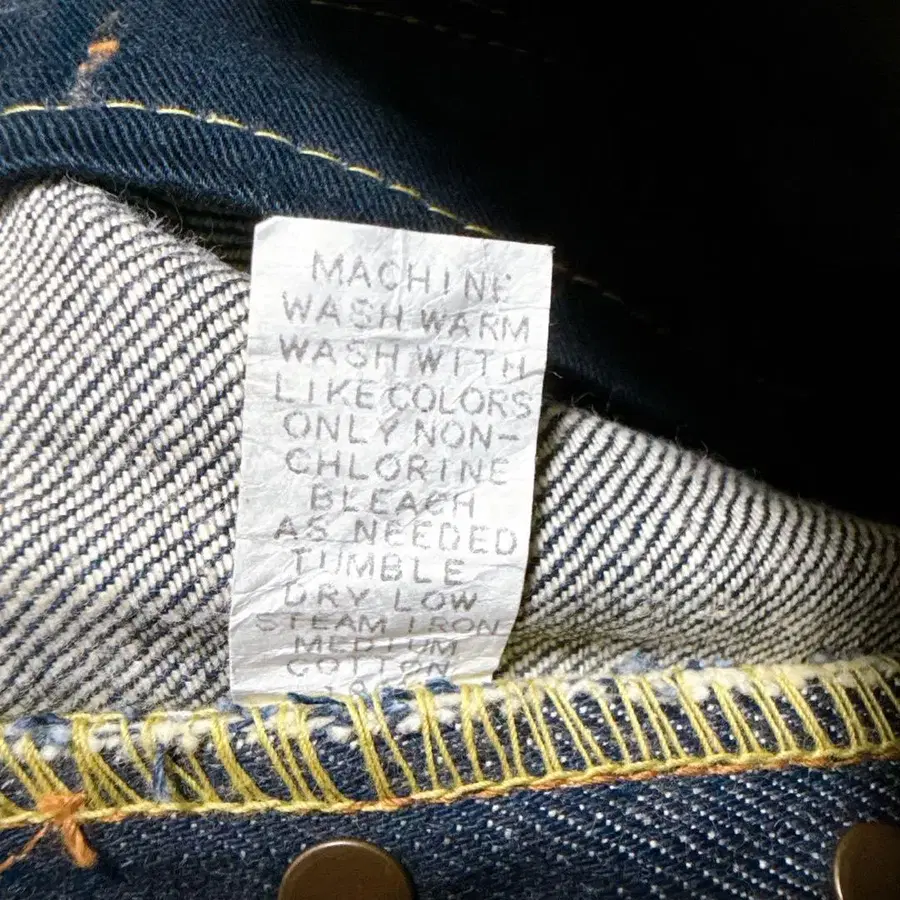 MACHINE
WASH WARM
WASH WITH
LIKE COLORS
ONLY NON-
CHLORINE
BLEACH
AS NEEDED
TUMBLE
DRY LOW
STEAM IRON
MEDIUM
COTTON